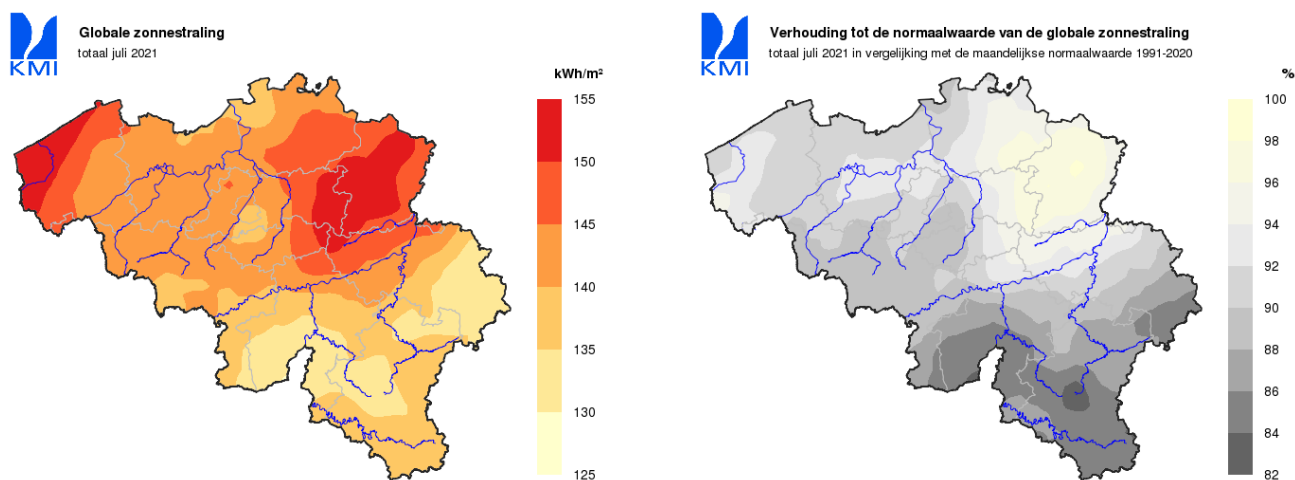 KMI
Globale zonnestraling
totaal juli 2021
kWh/m²
155
150
145
140
135
130
125
KMI
Verhouding tot de normaalwaarde van de globale zonnestraling
totaal juli 2021 in vergelijking met de maandelijkse normaalwaarde 1991-2020
%
100
98
96
94
92
90
88
86
84
82